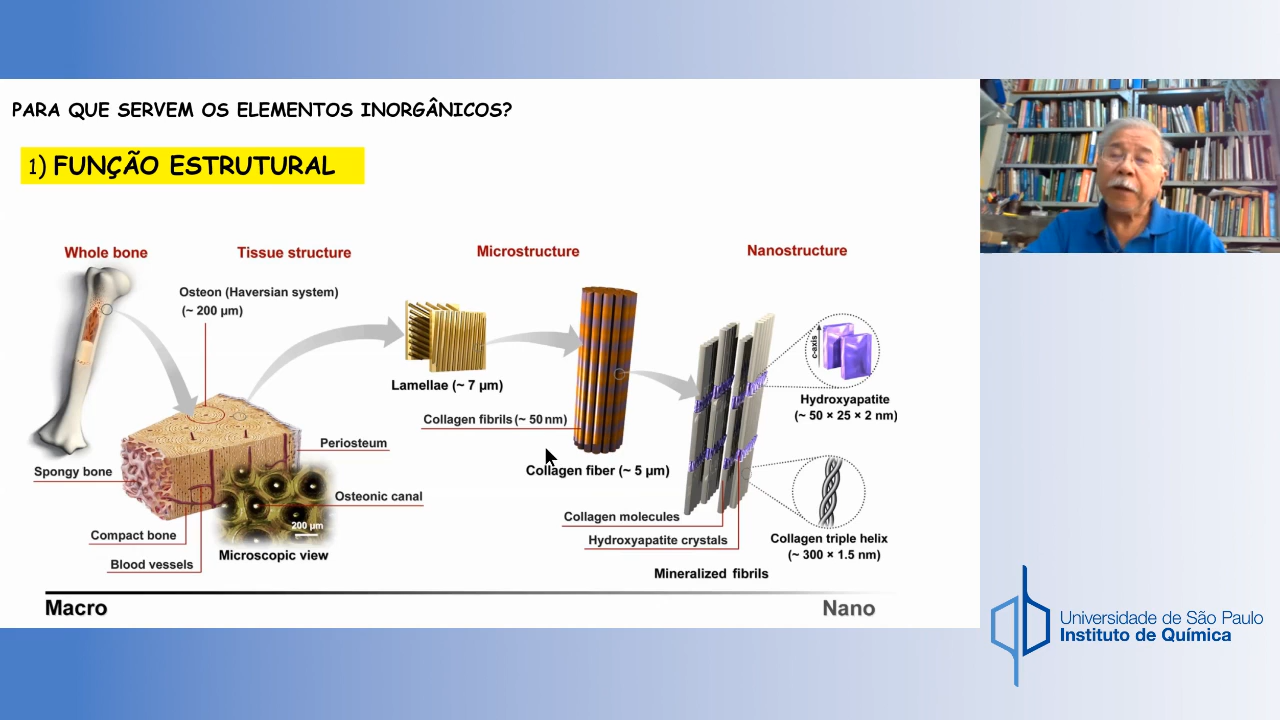 PARA QUE SERVEM OS ELEMENTOS INORGÂNICOS?
1) FUNÇÃO ESTRUTURAL
Whole bone
Tissue structure
Microstructure
Nanostructure
Osteon (Haversian system)
(~ 200 µm)
Lamellae (~ 7 µm)
Collagen fibrils (~ 50 nm)
Collagen fiber (~ 5 µm)
c-axis
Hydroxyapatite
(~ 50 × 25 × 2 nm)
Periosteum
Spongy bone
Osteonic canal
200 µm
Compact bone
Microscopic view
Blood vessels
Collagen molecules
Hydroxyapatite crystals
Collagen triple helix
(~ 300 × 1.5 nm)
Mineralized fibrils
Macro
Nano
Universidade de São Paulo
Instituto de Química